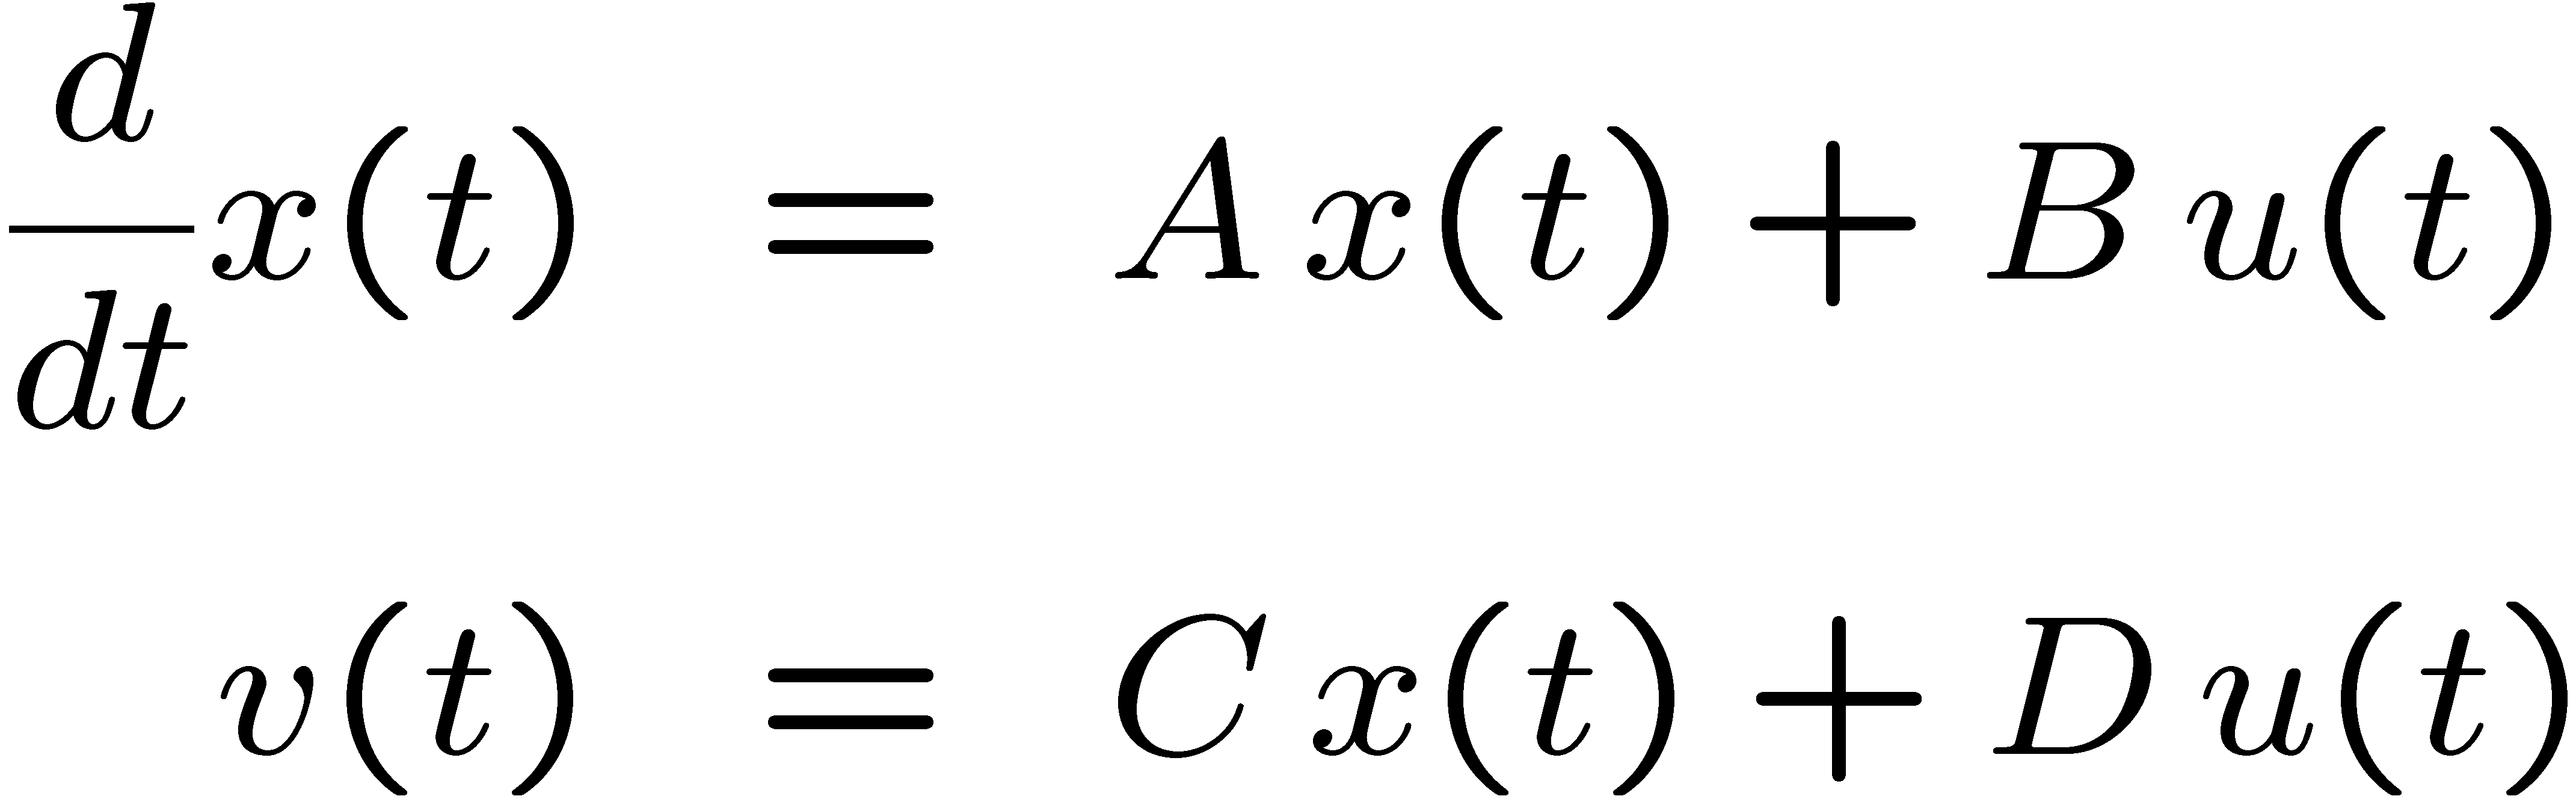 d/dt x(t) = A x(t) + B u(t)
v(t) = C x(t) + D u(t)